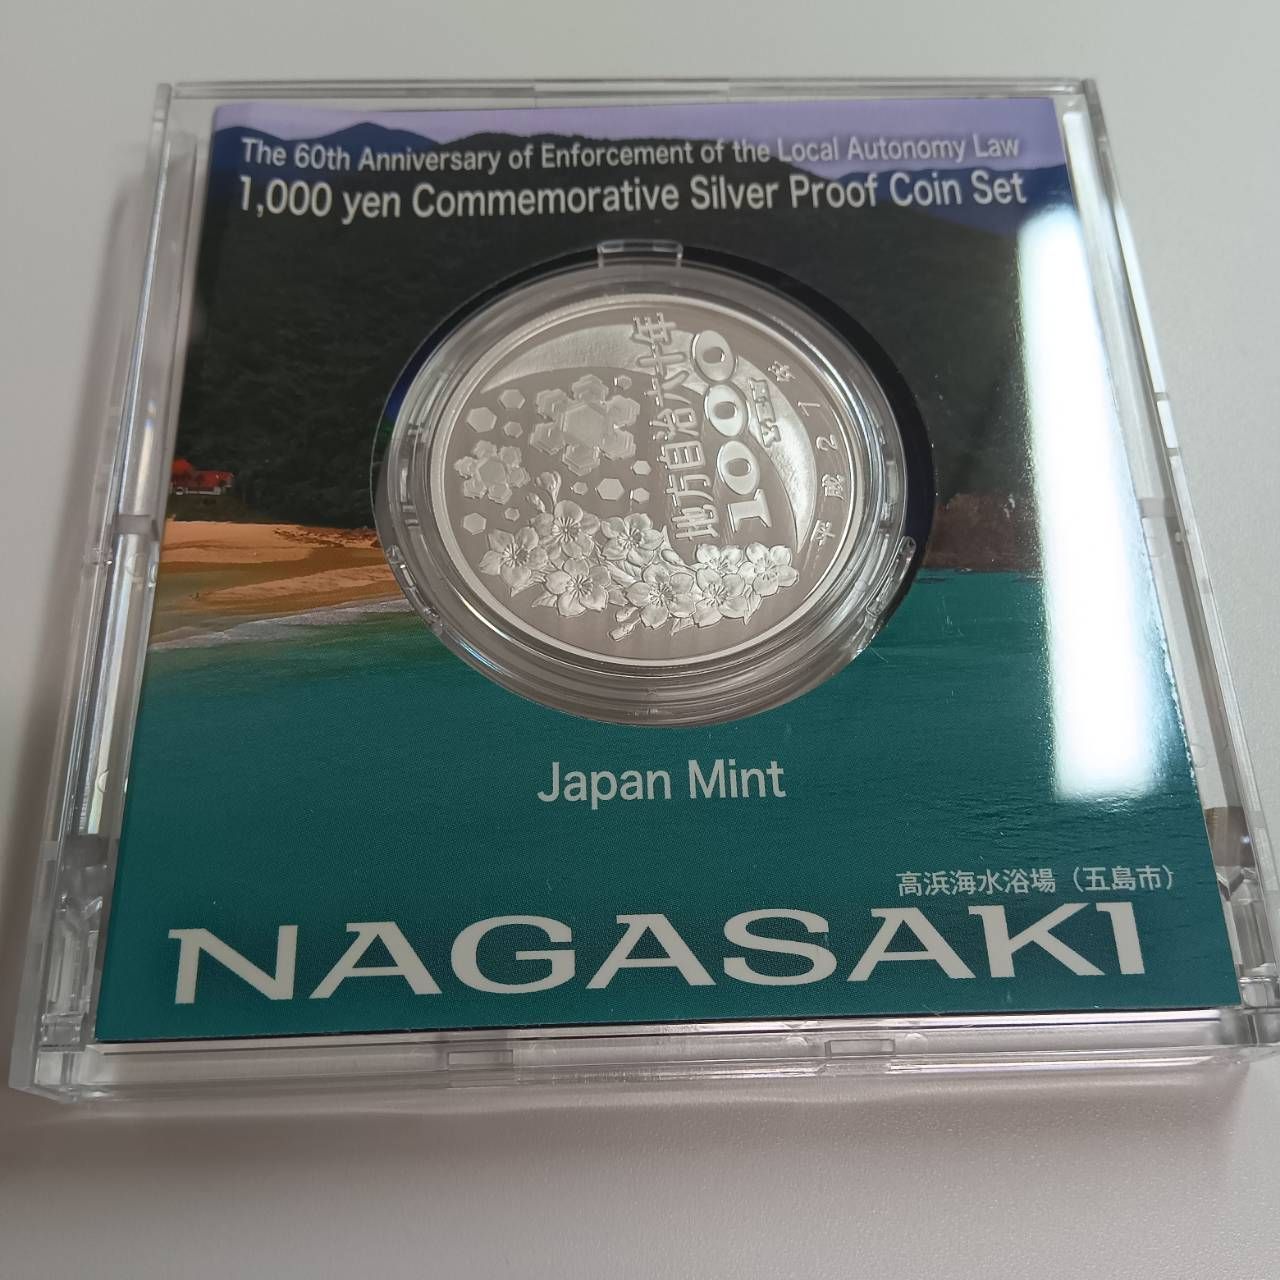 The 60th Anniversary of Enforcement of the Local Autonomy Law
1,000 yen Commemorative Silver Proof Coin Set
地方自治六十年
1000
YEN
平成27年
Japan Mint
高浜海水浴場（五島市）
NAGASAKI